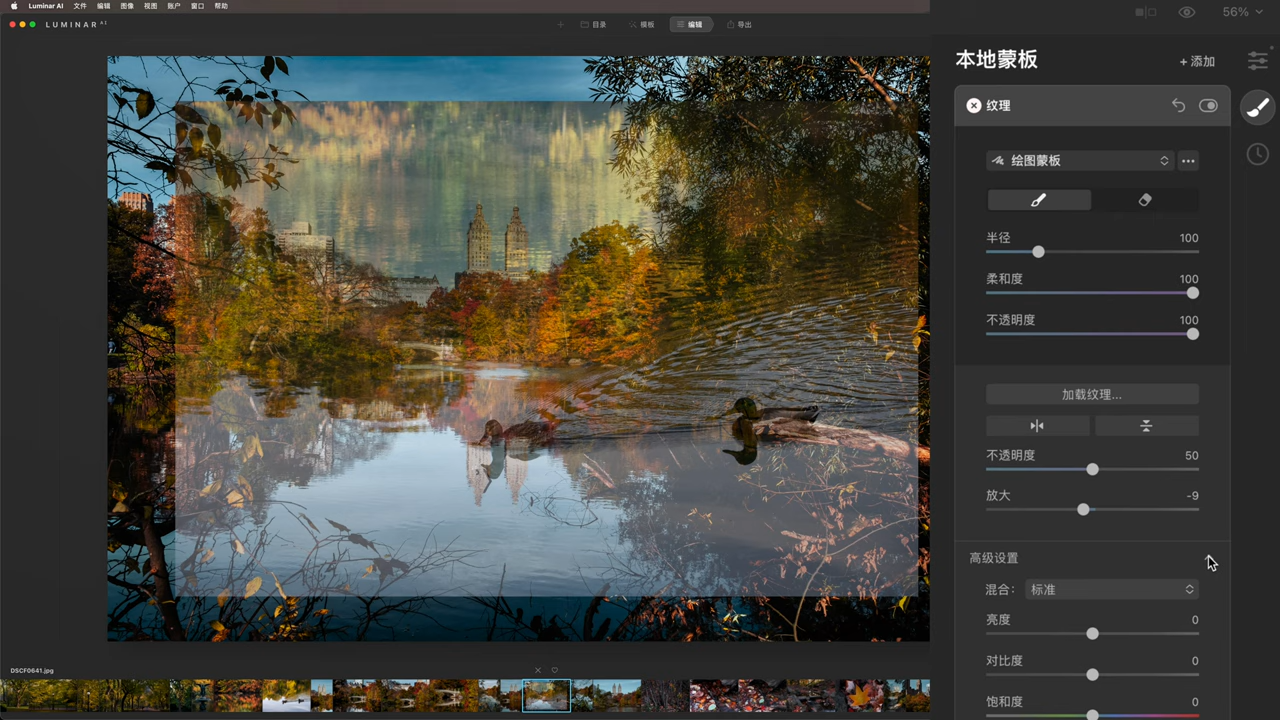 Luminar AI 文件 编辑 图像 视图 账户 窗口 帮助
LUMINAR AI
目录 模板 编辑 导出
56%
本地蒙板
+ 添加
纹理
绘图蒙板
半径 100
柔和度 100
不透明度 100
加载纹理...
不透明度 50
放大 -9
高级设置
混合： 标准
亮度 0
对比度 0
饱和度 0
DSCF0641.jpg